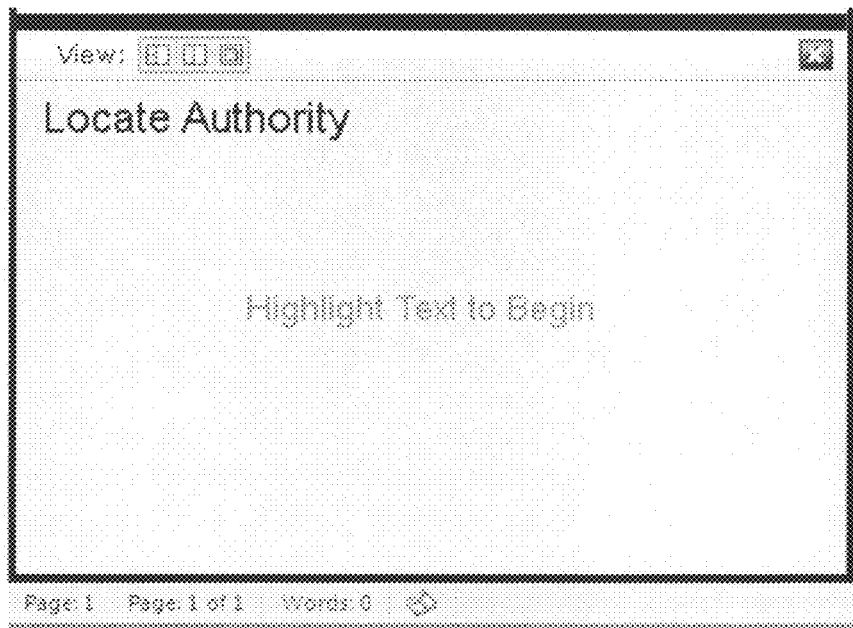 View:
Locate Authority
Highlight Text to Begin
Page: 1 Page: 1 of 1 Words: 0